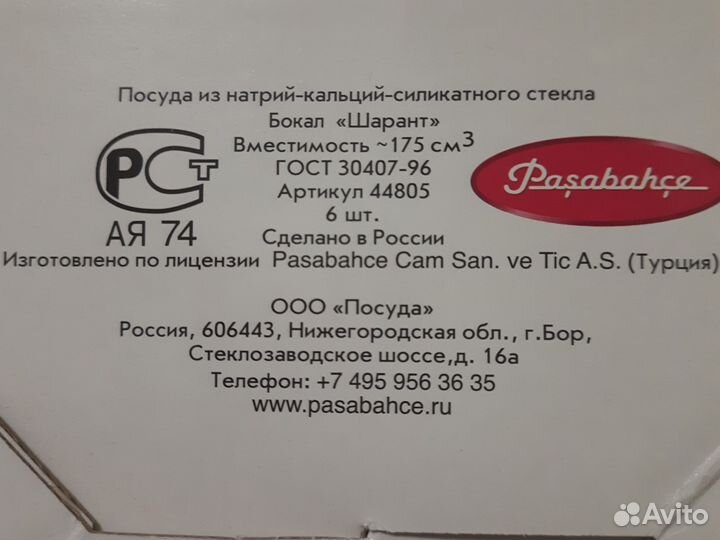 Посуда из натрий-кальций-силикатного стекла
Бокал «Шарант»
Вместимость ~175 см³
ГОСТ 30407-96
Артикул 44805
6 шт.
Сделано в России
РСТ
АЯ 74
Paşabahçe
Изготовлено по лицензии Pasabahce Cam San. ve Tic A.S. (Турция)
ООО «Посуда»
Россия, 606443, Нижегородская обл., г.Бор,
Стеклозаводское шоссе,д. 16а
Телефон: +7 495 956 36 35
www.pasabahce.ru
Avito